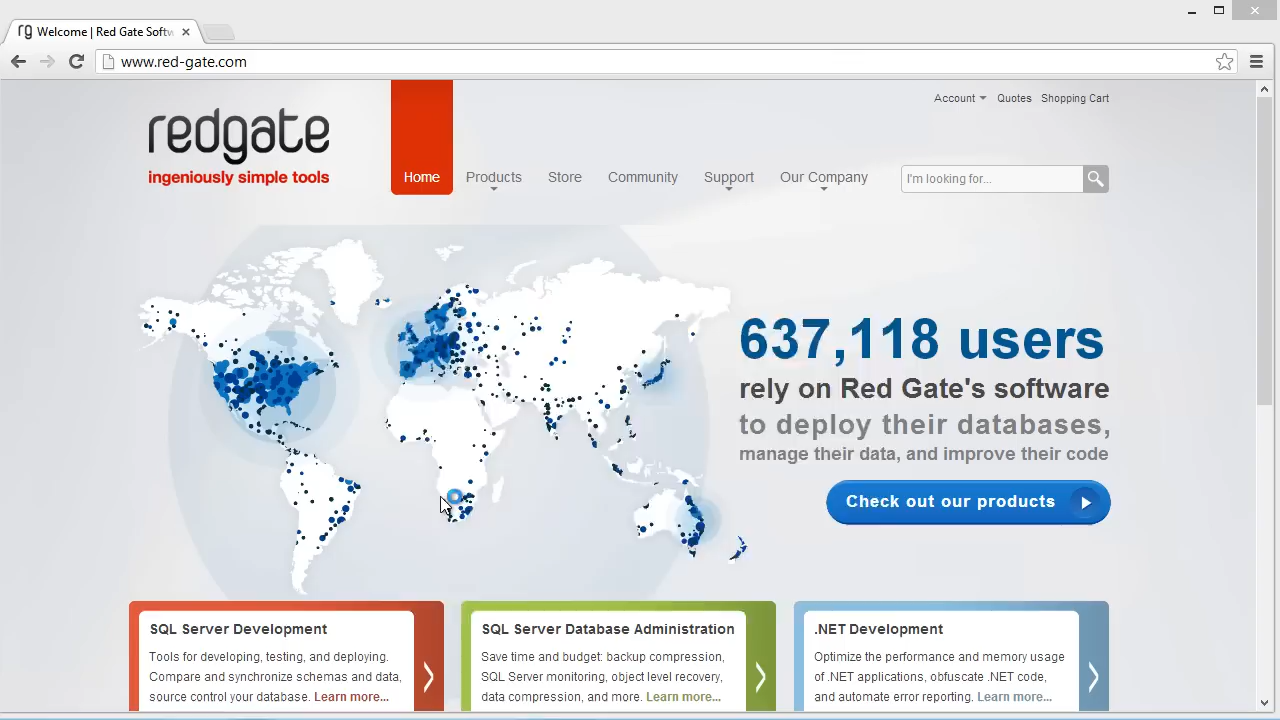 rg Welcome | Red Gate Softw
www.red-gate.com
Account Quotes Shopping Cart
redgate
ingeniously simple tools
Home Products Store Community Support Our Company I'm looking for...
637,118 users
rely on Red Gate's software
to deploy their databases,
manage their data, and improve their code
Check out our products
SQL Server Development
Tools for developing, testing, and deploying.
Compare and synchronize schemas and data,
source control your database. Learn more...
SQL Server Database Administration
Save time and budget: backup compression,
SQL Server monitoring, object level recovery,
data compression, and more. Learn more...
.NET Development
Optimize the performance and memory usage
of .NET applications, obfuscate .NET code,
and automate error reporting. Learn more...